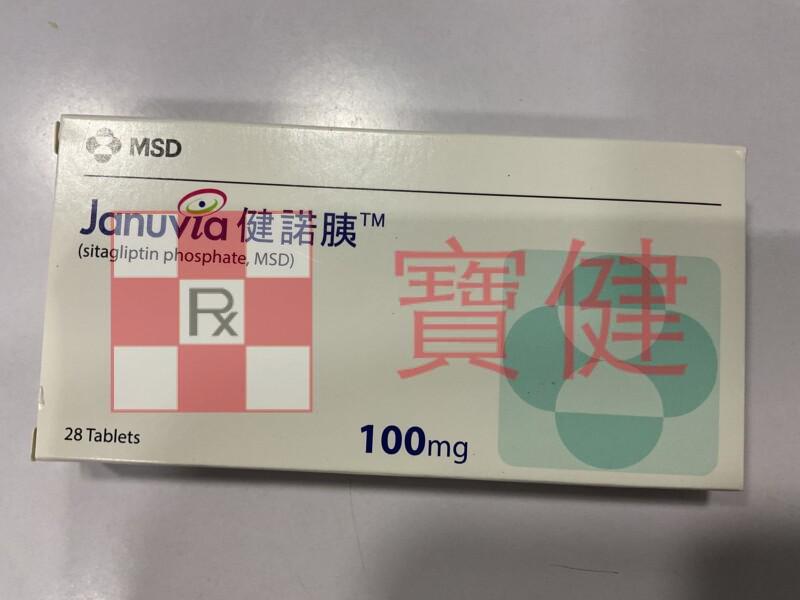 MSD
Januvia 健諾胰™
(sitagliptin phosphate, MSD)
Rx
寶健
28 Tablets
100mg